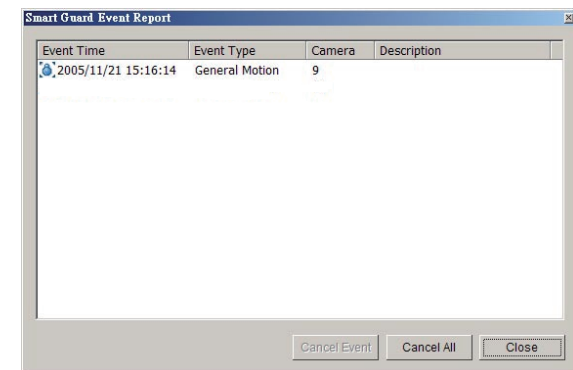 Smart Guard Event Report
Event Time Event Type Camera Description
2005/11/21 15:16:14 General Motion 9
Cancel Event Cancel All Close